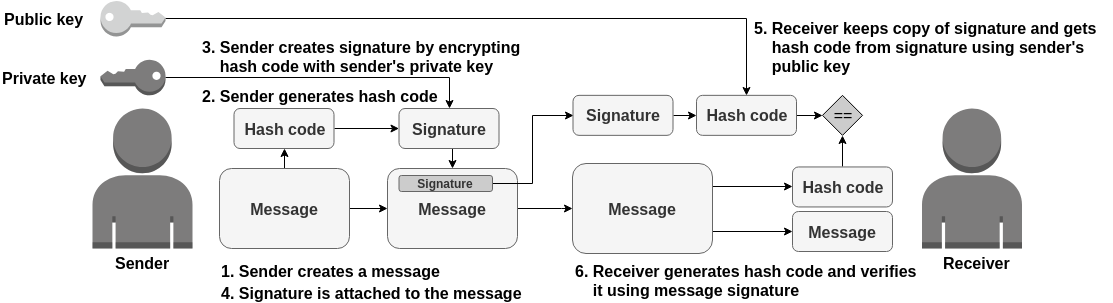 Public key
5. Receiver keeps copy of signature and gets
hash code from signature using sender's
public key
3. Sender creates signature by encrypting
hash code with sender's private key
Private key
2. Sender generates hash code
Hash code
Signature
Signature
Hash code
==
Signature
Message
Message
Message
Hash code
Message
Sender
Receiver
1. Sender creates a message
4. Signature is attached to the message
6. Receiver generates hash code and verifies
it using message signature